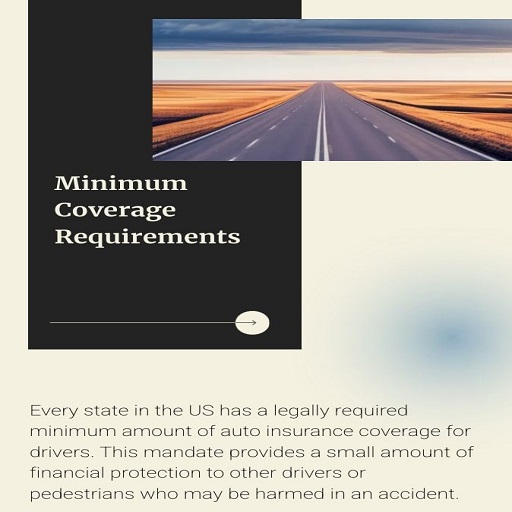 Minimum
Coverage
Requirements
Every state in the US has a legally required
minimum amount of auto insurance coverage for
drivers. This mandate provides a small amount of
financial protection to other drivers or
pedestrians who may be harmed in an accident.